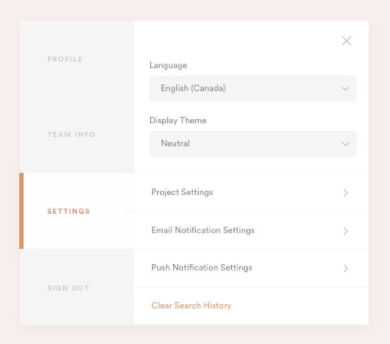 PROFILE
TEAM INFO
SETTINGS
SIGN OUT
Language
English (Canada)
Display Theme
Neutral
Project Settings
Email Notification Settings
Push Notification Settings
Clear Search History